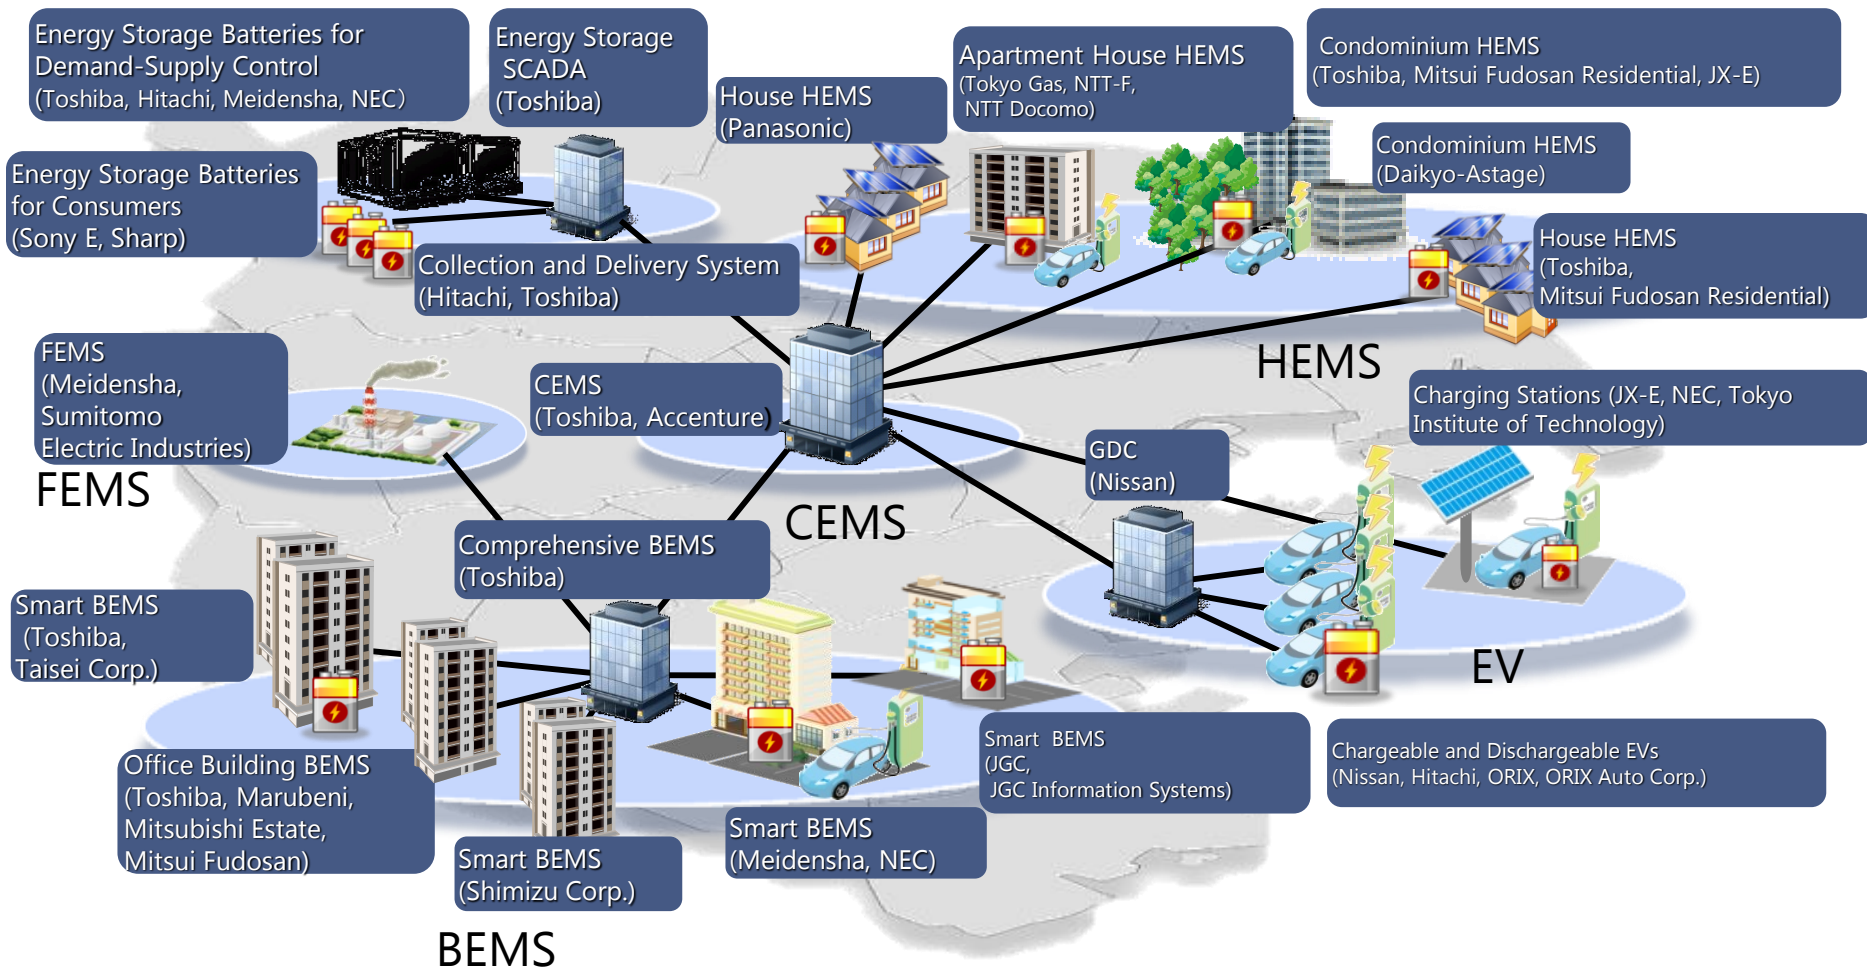 Energy Storage Batteries for
Demand-Supply Control
(Toshiba, Hitachi, Meidensha, NEC)
Energy Storage
SCADA
(Toshiba)
House HEMS
(Panasonic)
Apartment House HEMS
(Tokyo Gas, NTT-F,
NTT Docomo)
Condominium HEMS
(Toshiba, Mitsui Fudosan Residential, JX-E)
Condominium HEMS
(Daikyo-Astage)
Energy Storage Batteries
for Consumers
(Sony E, Sharp)
Collection and Delivery System
(Hitachi, Toshiba)
House HEMS
(Toshiba,
Mitsui Fudosan Residential)
HEMS
FEMS
(Meidensha,
Sumitomo
Electric Industries)
FEMS
CEMS
(Toshiba, Accenture)
CEMS
Charging Stations (JX-E, NEC, Tokyo
Institute of Technology)
GDC
(Nissan)
EV
Comprehensive BEMS
(Toshiba)
Smart BEMS
(Toshiba,
Taisei Corp.)
Office Building BEMS
(Toshiba, Marubeni,
Mitsubishi Estate,
Mitsui Fudosan)
Smart BEMS
(Shimizu Corp.)
Smart BEMS
(Meidensha, NEC)
Smart BEMS
(JGC,
JGC Information Systems)
Chargeable and Dischargeable EVs
(Nissan, Hitachi, ORIX, ORIX Auto Corp.)
BEMS